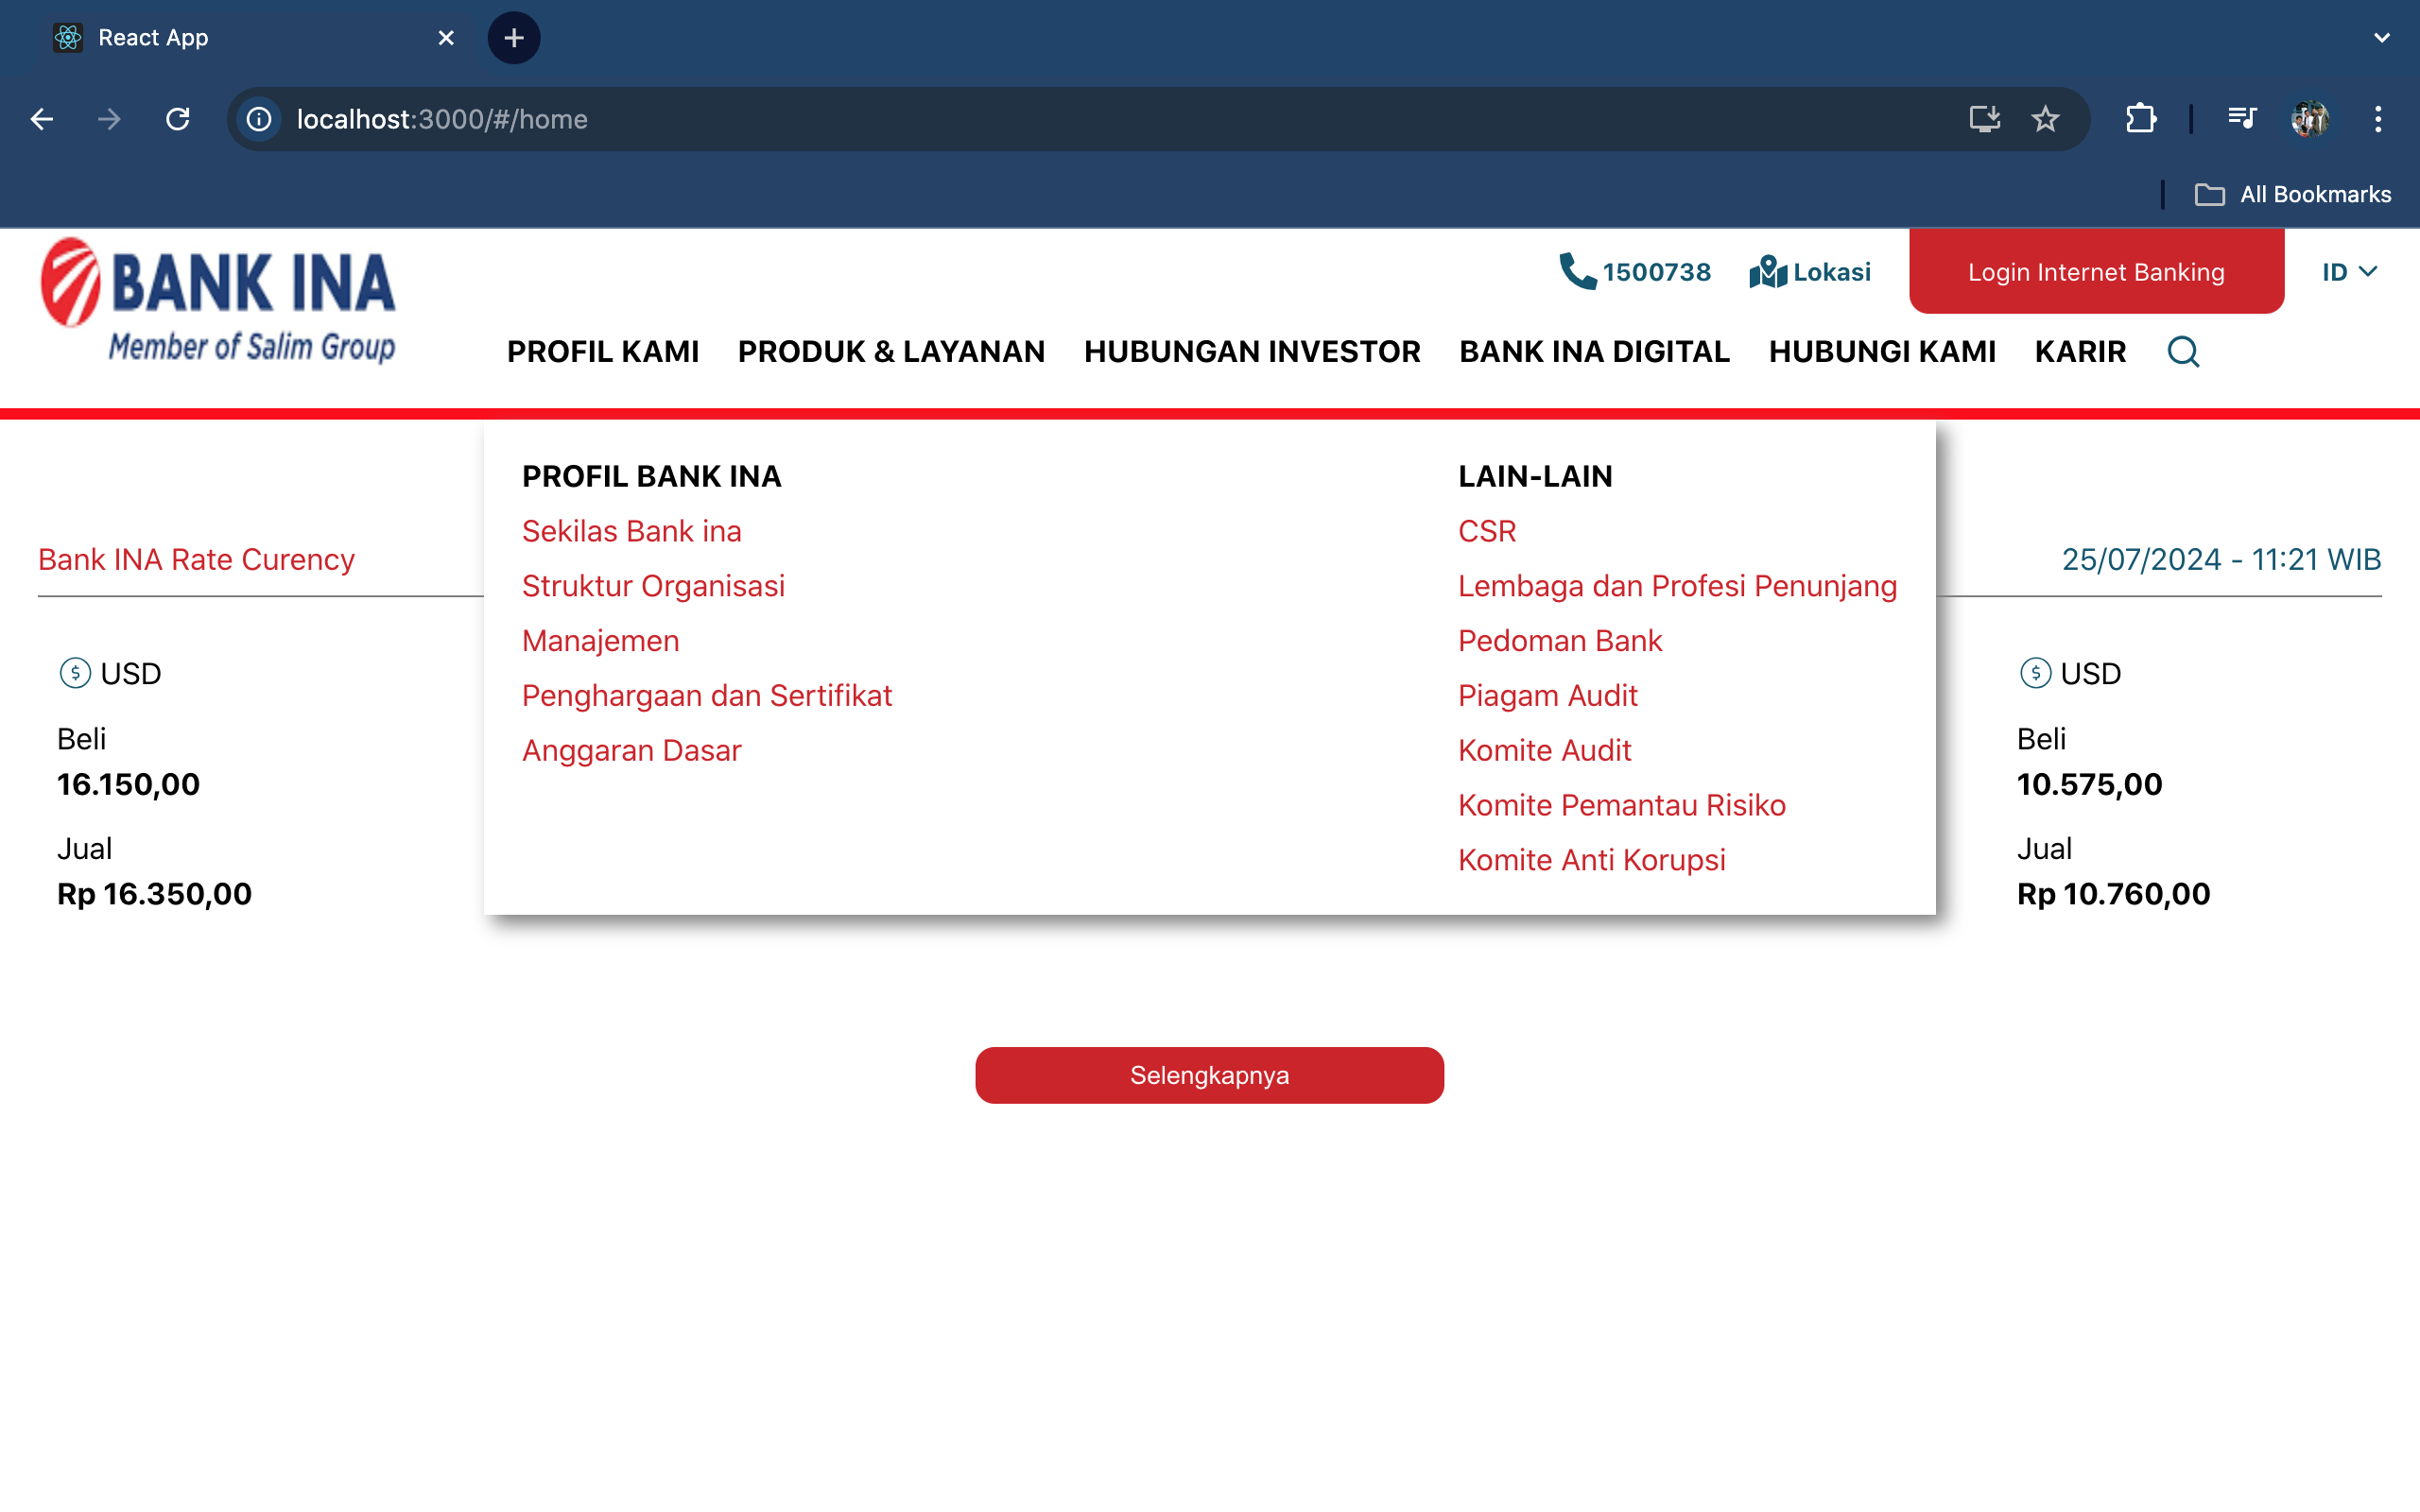 React App
localhost:3000/#/home
All Bookmarks
BANK INA
Member of Salim Group
1500738
Lokasi
Login Internet Banking
ID
PROFIL KAMI
PRODUK & LAYANAN
HUBUNGAN INVESTOR
BANK INA DIGITAL
HUBUNGI KAMI
KARIR
PROFIL BANK INA
Sekilas Bank ina
Struktur Organisasi
Manajemen
Penghargaan dan Sertifikat
Anggaran Dasar
LAIN-LAIN
CSR
Lembaga dan Profesi Penunjang
Pedoman Bank
Piagam Audit
Komite Audit
Komite Pemantau Risiko
Komite Anti Korupsi
Bank INA Rate Curency
25/07/2024 - 11:21 WIB
USD
Beli
16.150,00
Jual
Rp 16.350,00
USD
Beli
10.575,00
Jual
Rp 10.760,00
Selengkapnya